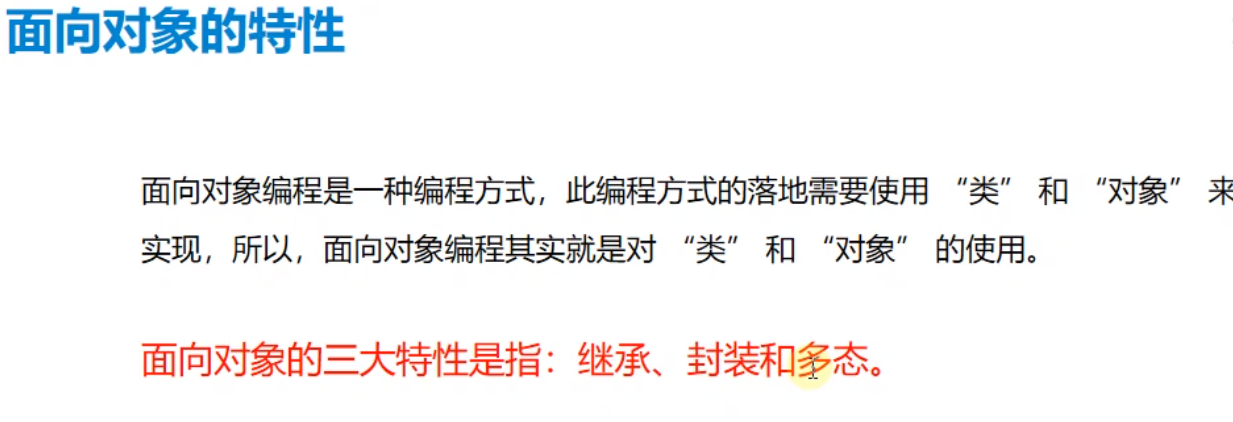 面向对象的特性
面向对象编程是一种编程方式，此编程方式的落地需要使用 “类” 和 “对象” 来
实现，所以，面向对象编程其实就是对 “类” 和 “对象” 的使用。
面向对象的三大特性是指：继承、封装和多态。